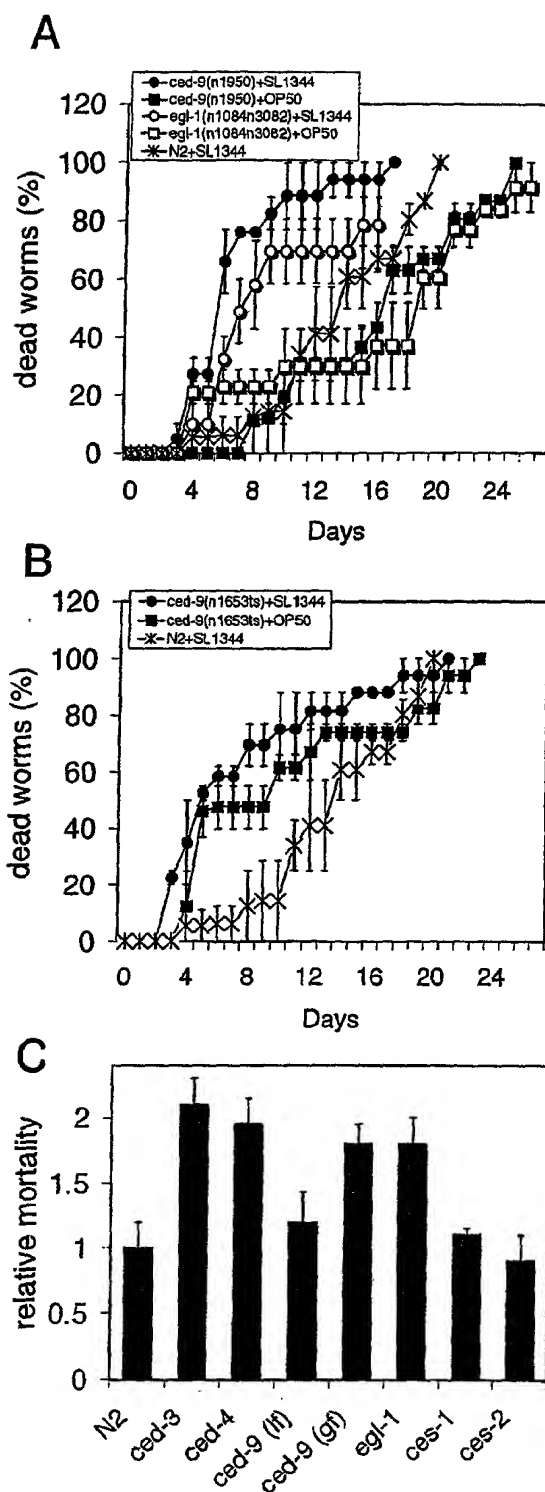 A
ced-9(n1950)+SL1344
ced-9(n1950)+OP50
egl-1(n1084n3082)+SL1344
egl-1(n1084n3082)+OP50
N2+SL1344
120
100
80
60
40
20
0
dead worms (%)
0 4 8 12 16 20 24
Days
B
ced-9(n1653ts)+SL1344
ced-9(n1653ts)+OP50
N2+SL1344
120
100
80
60
40
20
0
dead worms (%)
0 4 8 12 16 20 24
Days
C
2
1.5
1
0.5
0
relative mortality
N2 ced-3 ced-4 ced-9 (lf) ced-9 (gf) egl-1 ces-1 ces-2